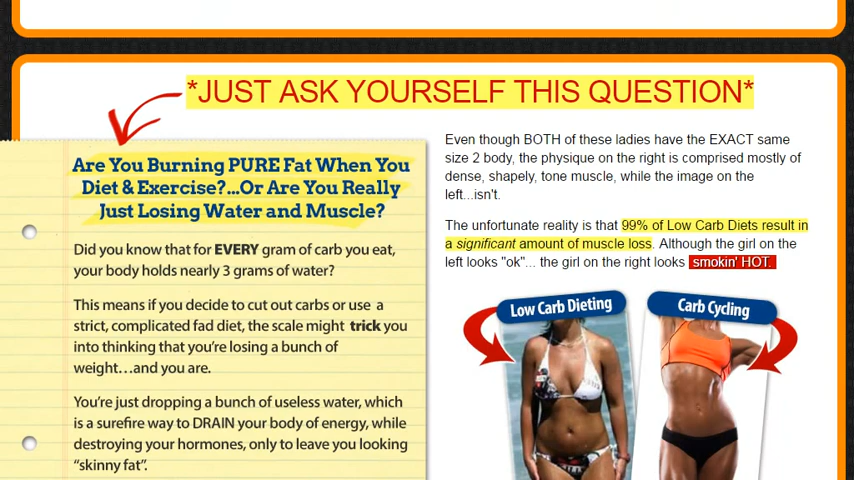 *JUST ASK YOURSELF THIS QUESTION*
Are You Burning PURE Fat When You
Diet & Exercise?...Or Are You Really
Just Losing Water and Muscle?
Did you know that for EVERY gram of carb you eat,
your body holds nearly 3 grams of water?
This means if you decide to cut out carbs or use a
strict, complicated fad diet, the scale might trick you
into thinking that you're losing a bunch of
weight…and you are.
You're just dropping a bunch of useless water, which
is a surefire way to DRAIN your body of energy, while
destroying your hormones, only to leave you looking
“skinny fat”.
Even though BOTH of these ladies have the EXACT same
size 2 body, the physique on the right is comprised mostly of
dense, shapely, tone muscle, while the image on the
left...isn't.
The unfortunate reality is that 99% of Low Carb Diets result in
a significant amount of muscle loss. Although the girl on the
left looks "ok"... the girl on the right looks smokin' HOT.
Low Carb Dieting
Carb Cycling